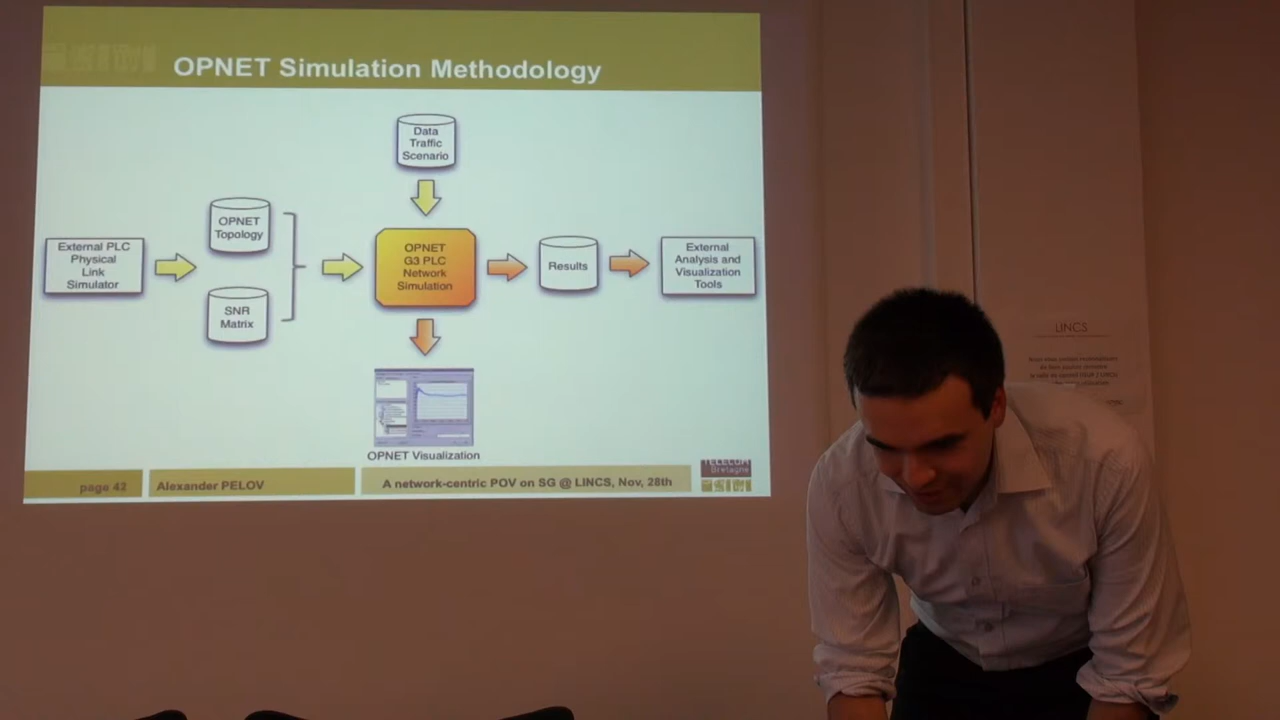 OPNET Simulation Methodology
Data
Traffic
Scenario
OPNET
Topology
External PLC
Physical
Link
Simulator
OPNET
G3 PLC
Network
Simulation
Results
External
Analysis and
Visualization
Tools
SNR
Matrix
OPNET Visualization
page 42
Alexander PELOV
A network-centric POV on SG @ LINCS, Nov, 28th
TELECOM
Bretagne
LINCS